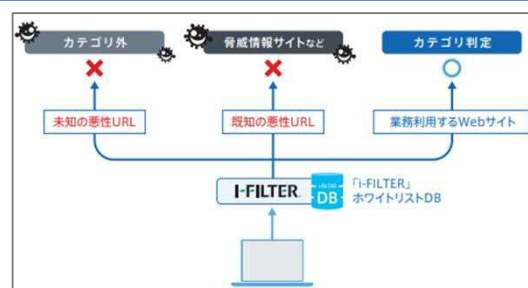 カテゴリ外
脅威情報サイトなど
カテゴリ判定
未知の悪性URL
既知の悪性URL
業務利用するWebサイト
I-FILTER
DB
「i-FILTER」
ホワイトリストDB